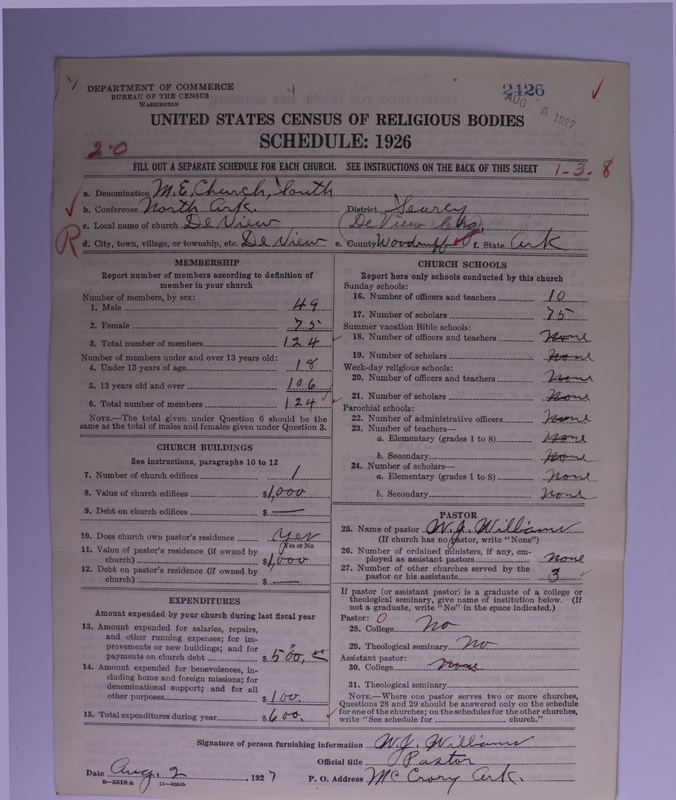 DEPARTMENT OF COMMERCE
BUREAU OF THE CENSUS
WASHINGTON
4
2426
AUG 5 1927
UNITED STATES CENSUS OF RELIGIOUS BODIES
SCHEDULE: 1926
2-0
FILL OUT A SEPARATE SCHEDULE FOR EACH CHURCH. SEE INSTRUCTIONS ON THE BACK OF THIS SHEET
1-3-8
a. Denomination M.E. Church, South
b. Conference North Ark. District Searcy
c. Local name of church De View (De View Chg)
R
d. City, town, village, or township, etc. De View e. County Woodruff f. State Ark
MEMBERSHIP
Report number of members according to definition of
member in your church
Number of members, by sex:
1. Male 49
2. Female 75
3. Total number of members 124
Number of members under and over 13 years old:
4. Under 13 years of age 18
5. 13 years old and over 106
6. Total number of members 124
NOTE.—The total given under Question 6 should be
same as the total of males and females given under Question 3.
CHURCH BUILDINGS
See instructions, paragraphs 10 to 12
7. Number of church edifices 1
8. Value of church edifices $1,000
9. Debt on church edifices $ —
10. Does church own pastor's residence Yes
Yes or No
11. Value of pastor's residence (if owned by
church) $1,000
12. Debt on pastor's residence (if owned by
church) $ —
EXPENDITURES
Amount expended by your church during last fiscal year
13. Amount expended for salaries, repairs,
and other running expenses; for im-
provements or new buildings; and for
payments on church debt $500,
14. Amount expended for benevolences, in-
cluding home and foreign missions; for
denominational support; and for all
other purposes $100.
15. Total expenditures during year $600.
CHURCH SCHOOLS
Report here only schools conducted by this church
Sunday schools:
16. Number of officers and teachers 10
17. Number of scholars 75
Summer vacation Bible schools:
18. Number of officers and teachers None
19. Number of scholars None
Week-day religious schools:
20. Number of officers and teachers None
21. Number of scholars None
Parochial schools:
22. Number of administrative officers None
23. Number of teachers—
a. Elementary (grades 1 to 8) None
b. Secondary None
24. Number of scholars—
a. Elementary (grades 1 to 8) None
b. Secondary None
PASTOR
25. Name of pastor W. J. Williams
(If church has no pastor, write "None")
26. Number of ordained ministers, if any, em-
ployed as assistant pastors none
27. Number of other churches served by the
pastor or his assistants 3
If pastor (or assistant pastor) is a graduate of a college or
theological seminary, give name of institution below. (If
not a graduate, write "No" in the space indicated.)
Pastor: 0
28. College No
29. Theological seminary No
Assistant pastor:
30. College none
31. Theological seminary
NOTE.—Where one pastor serves two or more churches,
Questions 28 and 29 should be answered only on the schedule
for one of the churches; on the schedules for the other churches,
write "See schedule for church."
Signature of person furnishing information W. J. Williams
Official title Pastor
Date Aug. 2, 1927 P. O. Address McCrory Ark.
8-5518a